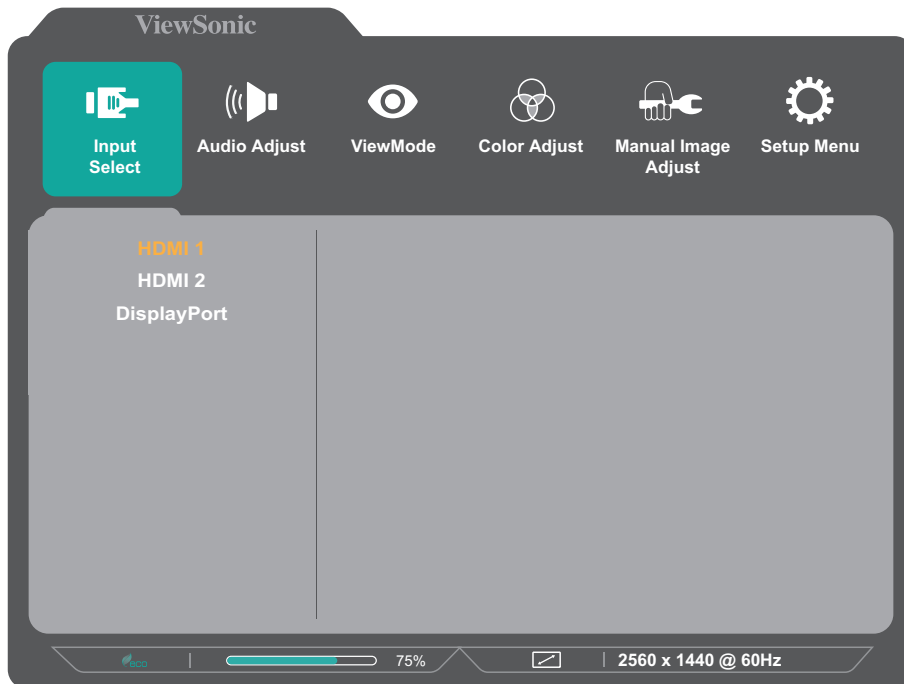 ViewSonic
Input
Select
Audio Adjust
ViewMode
Color Adjust
Manual Image
Adjust
Setup Menu
HDMI 1
HDMI 2
DisplayPort
eco
75%
2560 x 1440 @ 60Hz